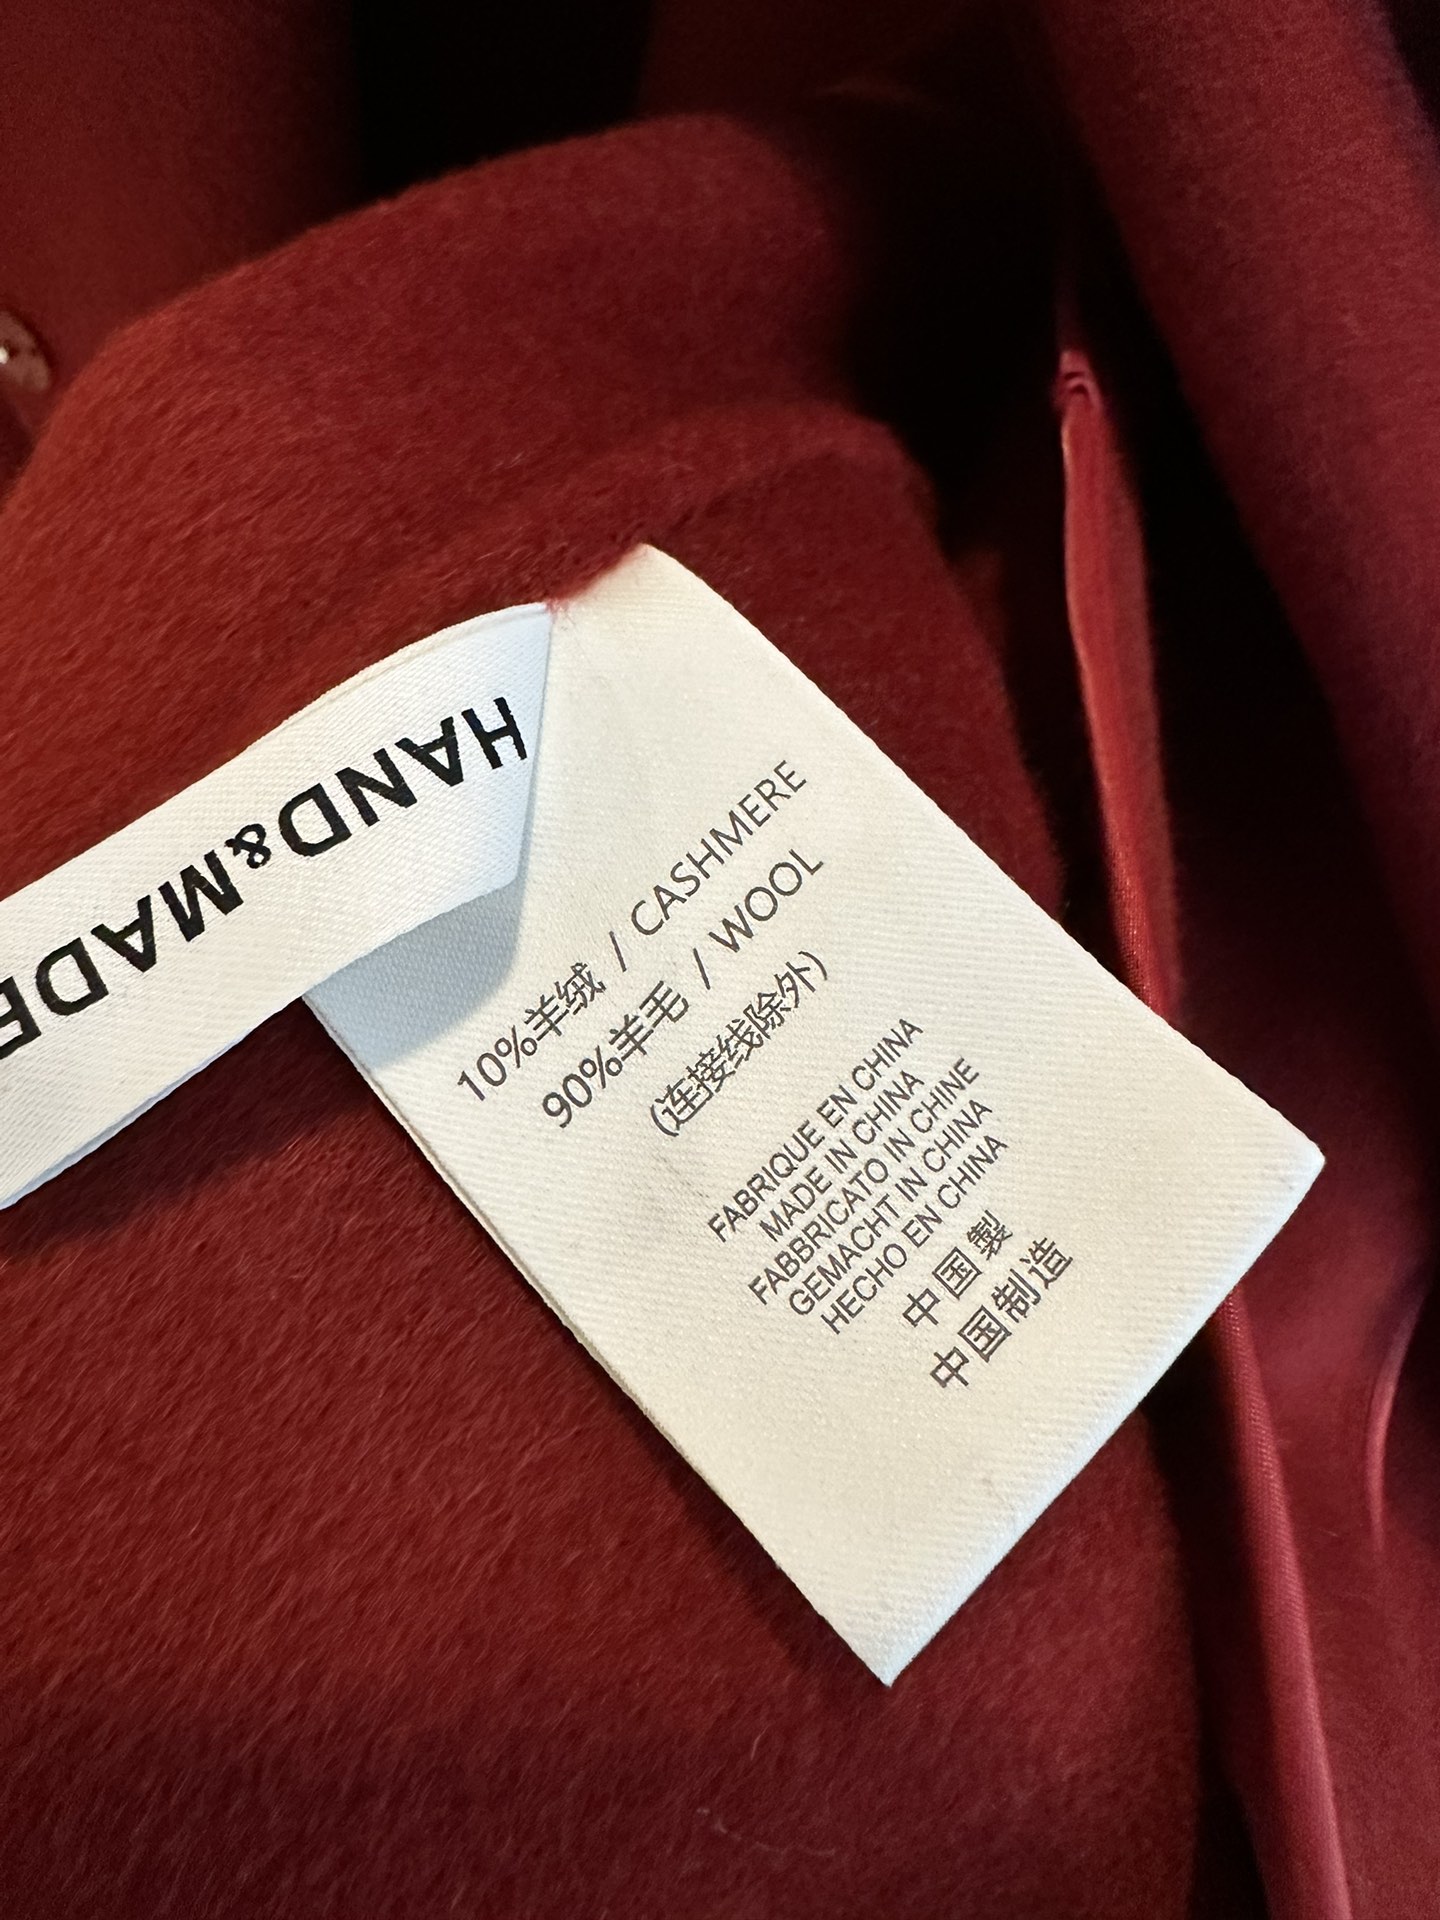 HAND&MADE
10%羊绒 / CASHMERE
90%羊毛 / WOOL
(连接线除外)
FABRIQUE EN CHINA
MADE IN CHINA
FABBRICATO IN CHINE
GEMACHT IN CHINA
HECHO EN CHINA
中国製
中国制造